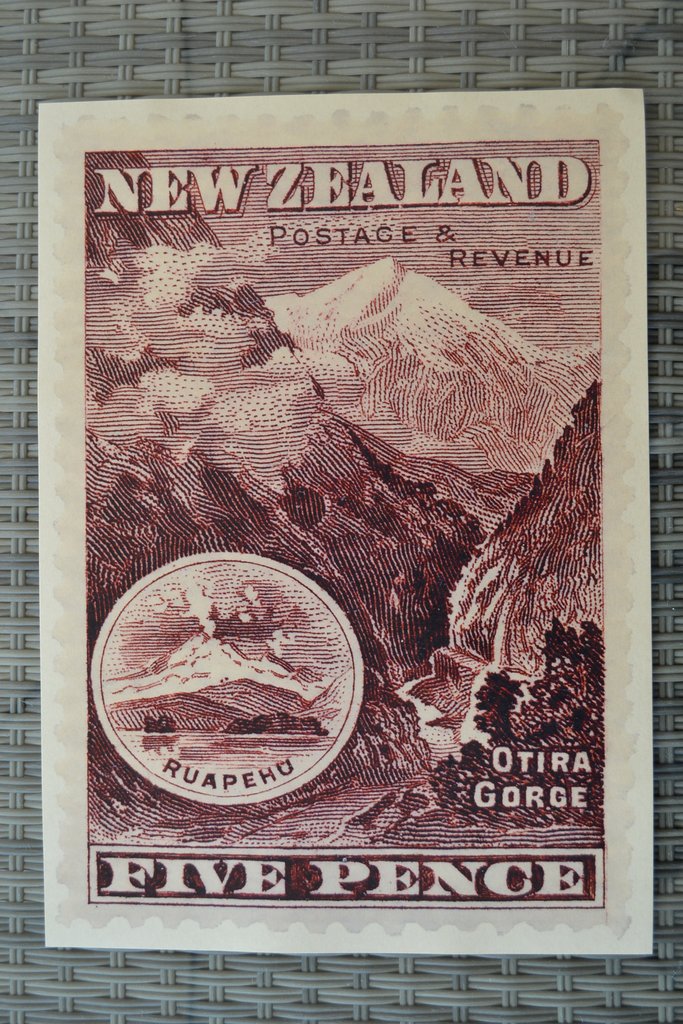 NEW ZEALAND
POSTAGE &
REVENUE
RUAPEHU
OTIRA
GORGE
FIVE PENCE